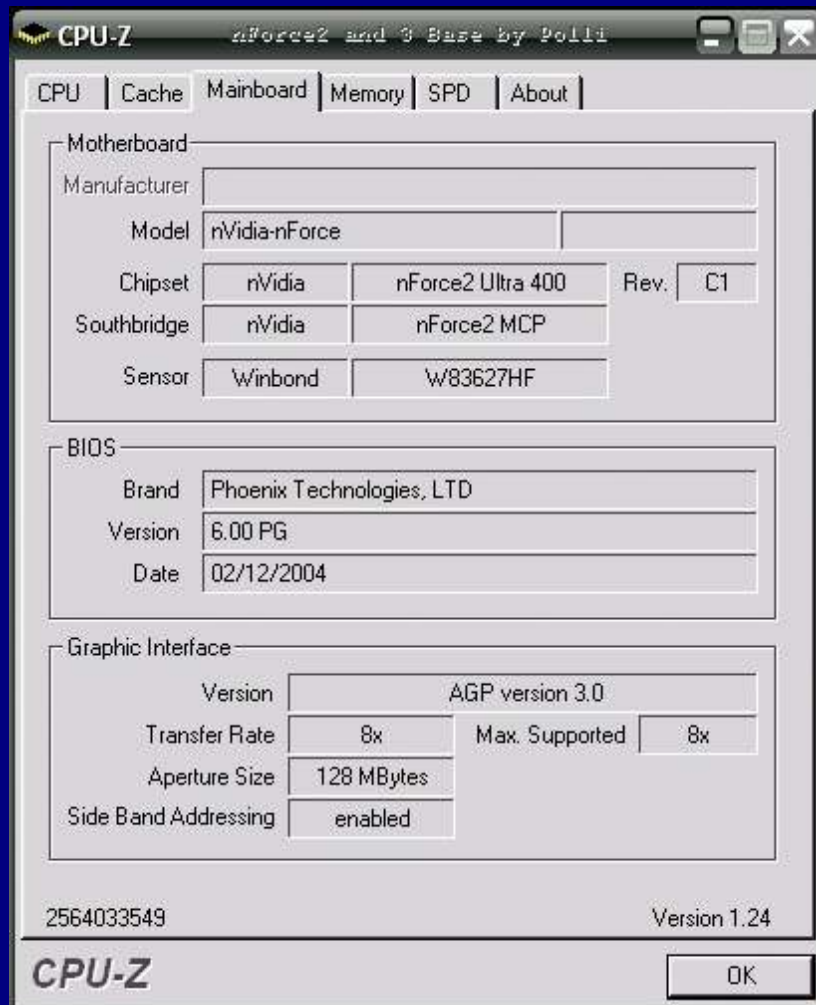 CPU-Z nForce2 and 3 Base by Polli
CPU Cache Mainboard Memory SPD About
Motherboard
Manufacturer
Model nVidia-nForce
Chipset nVidia nForce2 Ultra 400 Rev. C1
Southbridge nVidia nForce2 MCP
Sensor Winbond W83627HF
BIOS
Brand Phoenix Technologies, LTD
Version 6.00 PG
Date 02/12/2004
Graphic Interface
Version AGP version 3.0
Transfer Rate 8x Max. Supported 8x
Aperture Size 128 MBytes
Side Band Addressing enabled
2564033549 Version 1.24
CPU-Z OK